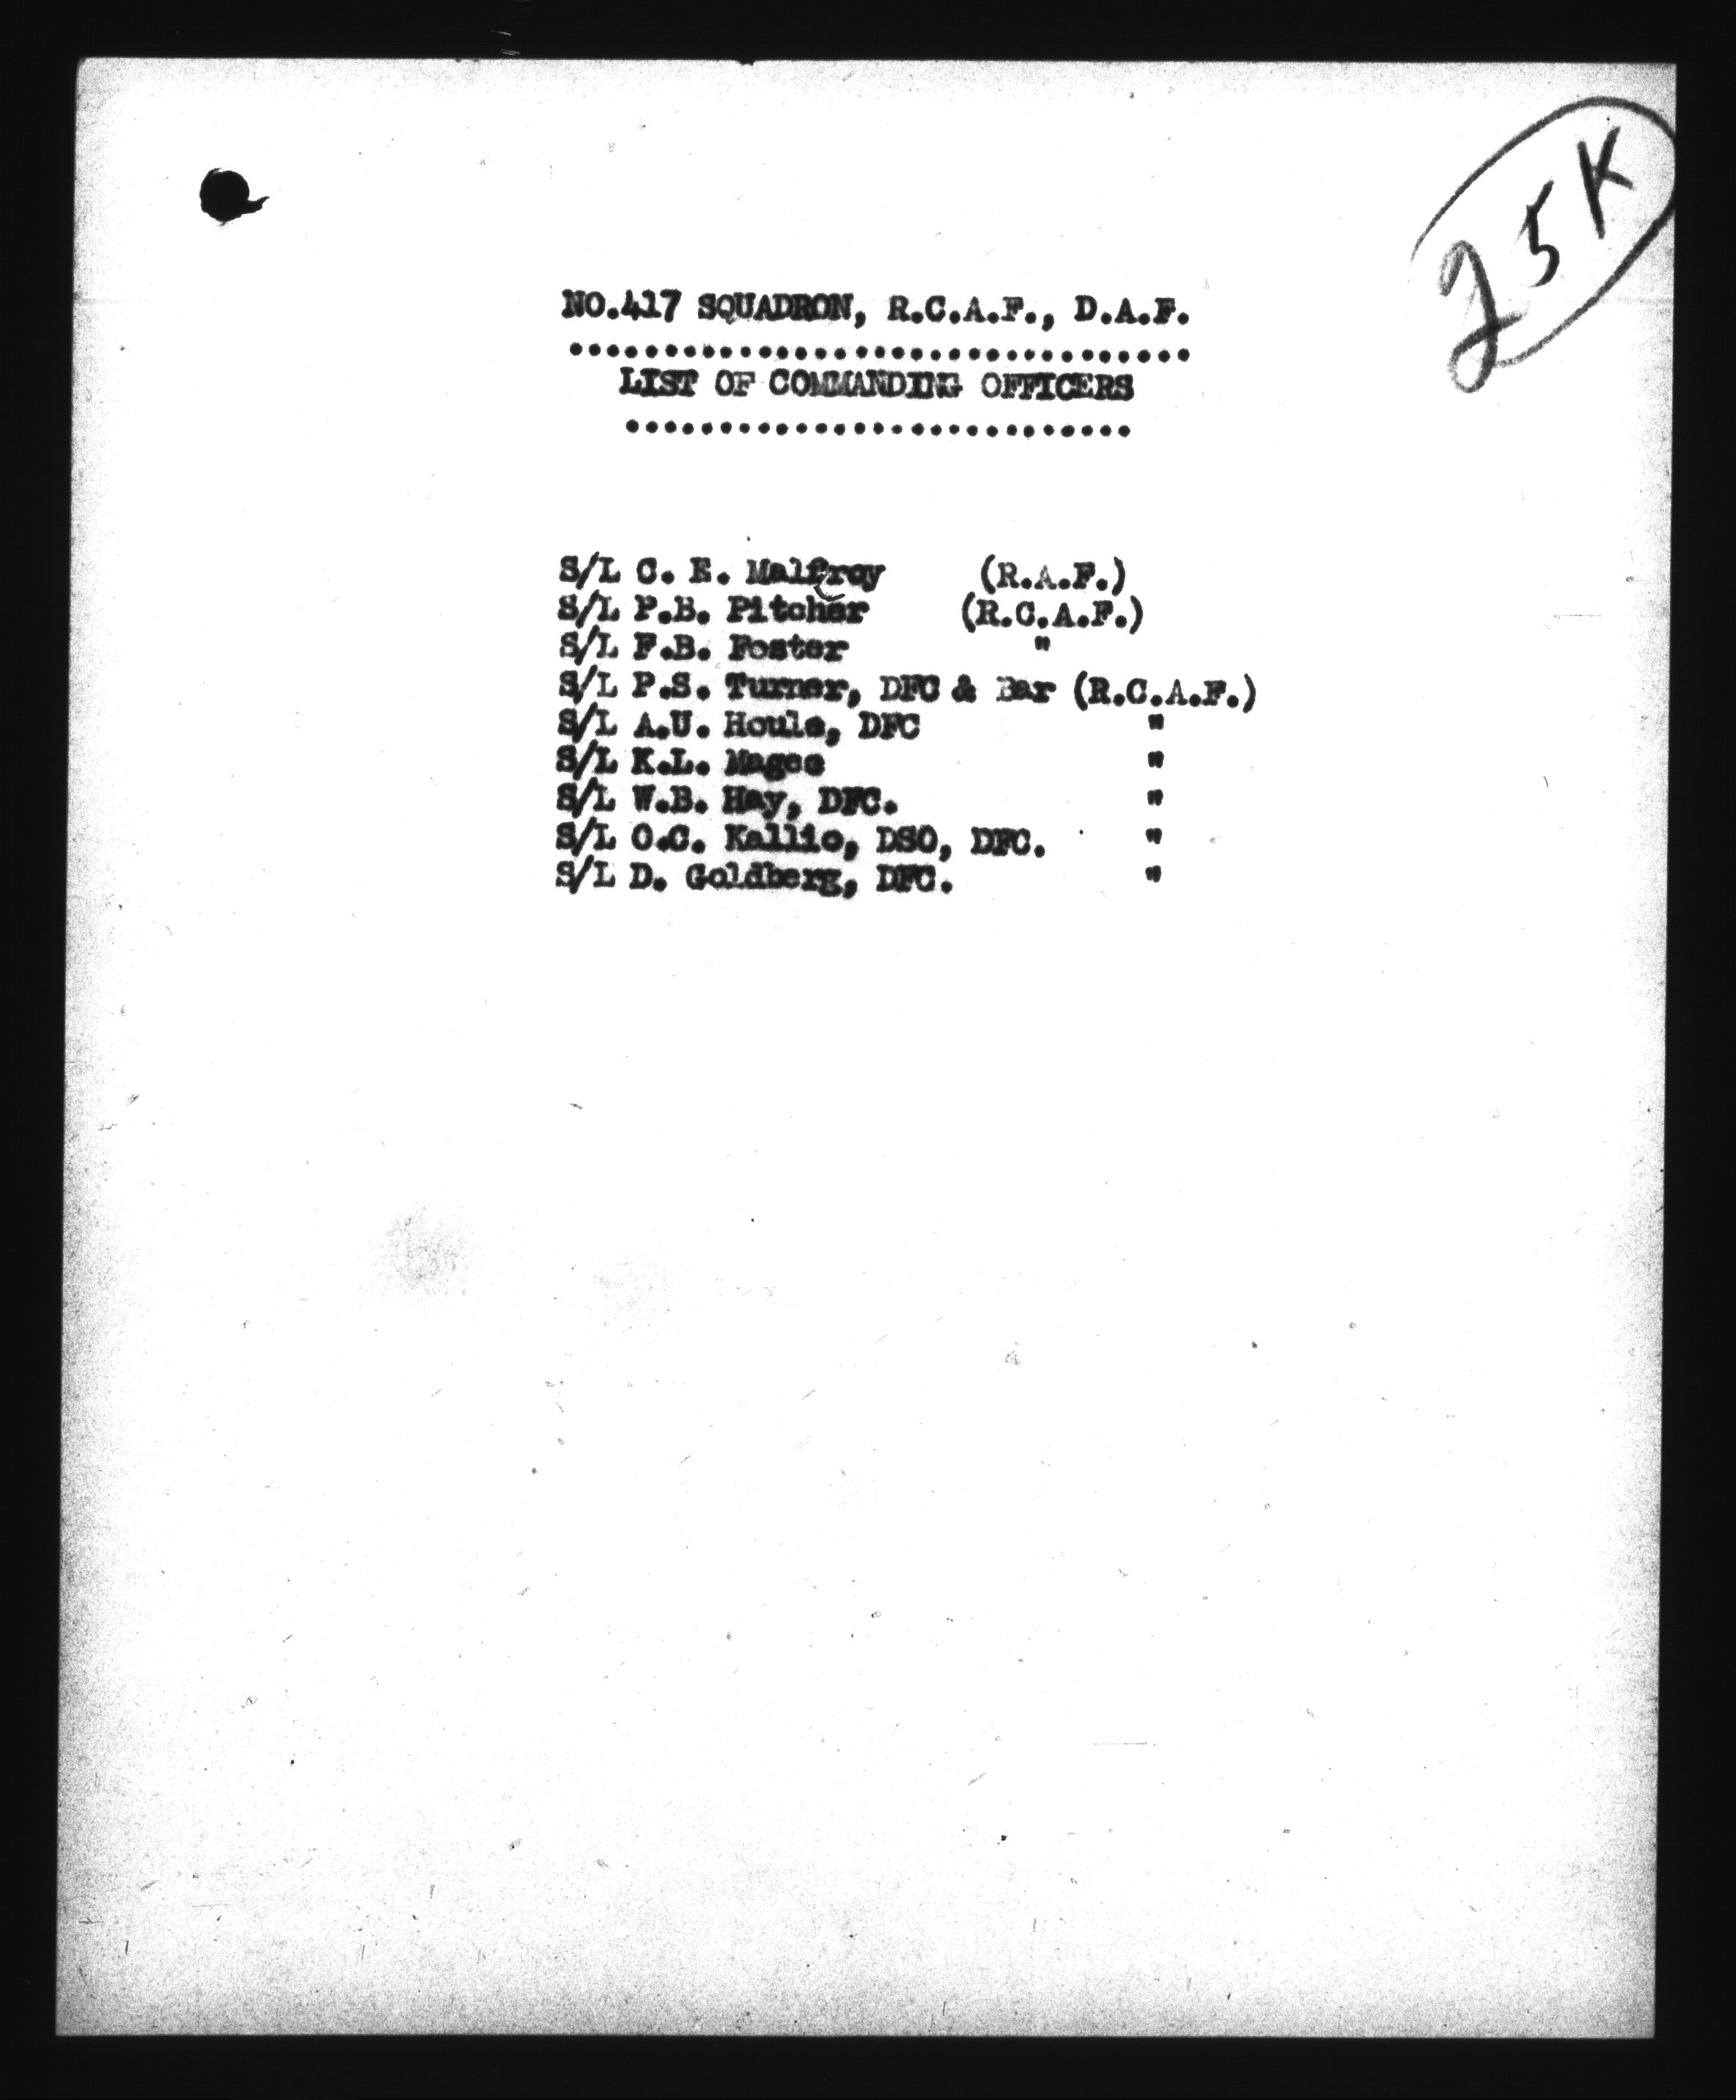 25K
NO.417 SQUADRON, R.C.A.F., D.A.F.
.................................
LIST OF COMMANDING OFFICERS
...........................
S/L C. E. Malfroy (R.A.F.)
S/L P.B. Pitcher (R.C.A.F.)
S/L F.B. Foster "
S/L P.S. Turner, DFC & Bar (R.C.A.F.)
S/L A.U. Houle, DFC "
S/L K.L. Magee "
S/L W.B. Hay, DFC. "
S/L O.C. Kallio, DSO, DFC. "
S/L D. Goldberg, DFC. "